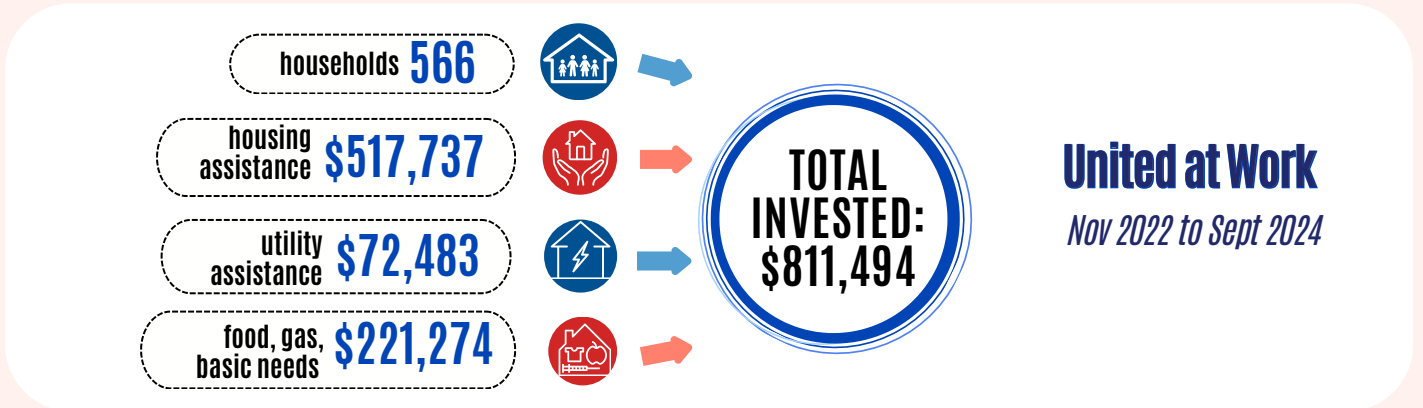 households 566
housing
assistance $517,737
utility
assistance $72,483
food, gas,
basic needs $221,274
TOTAL
INVESTED:
$811,494
United at Work
Nov 2022 to Sept 2024